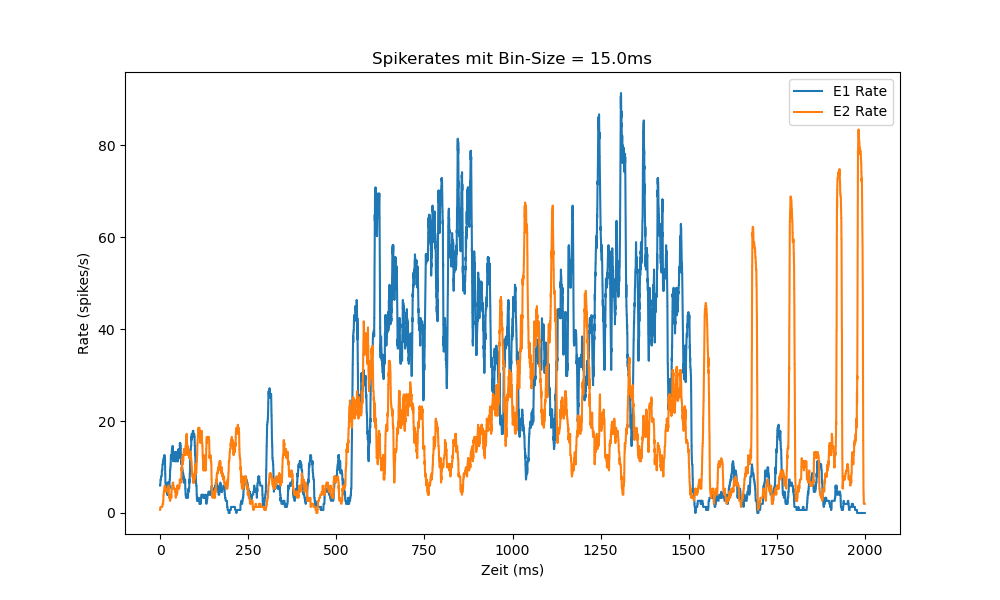 Spikerates mit Bin-Size = 15.0ms
E1 Rate
E2 Rate
80
60
40
20
0
Rate (spikes/s)
0 250 500 750 1000 1250 1500 1750 2000
Zeit (ms)